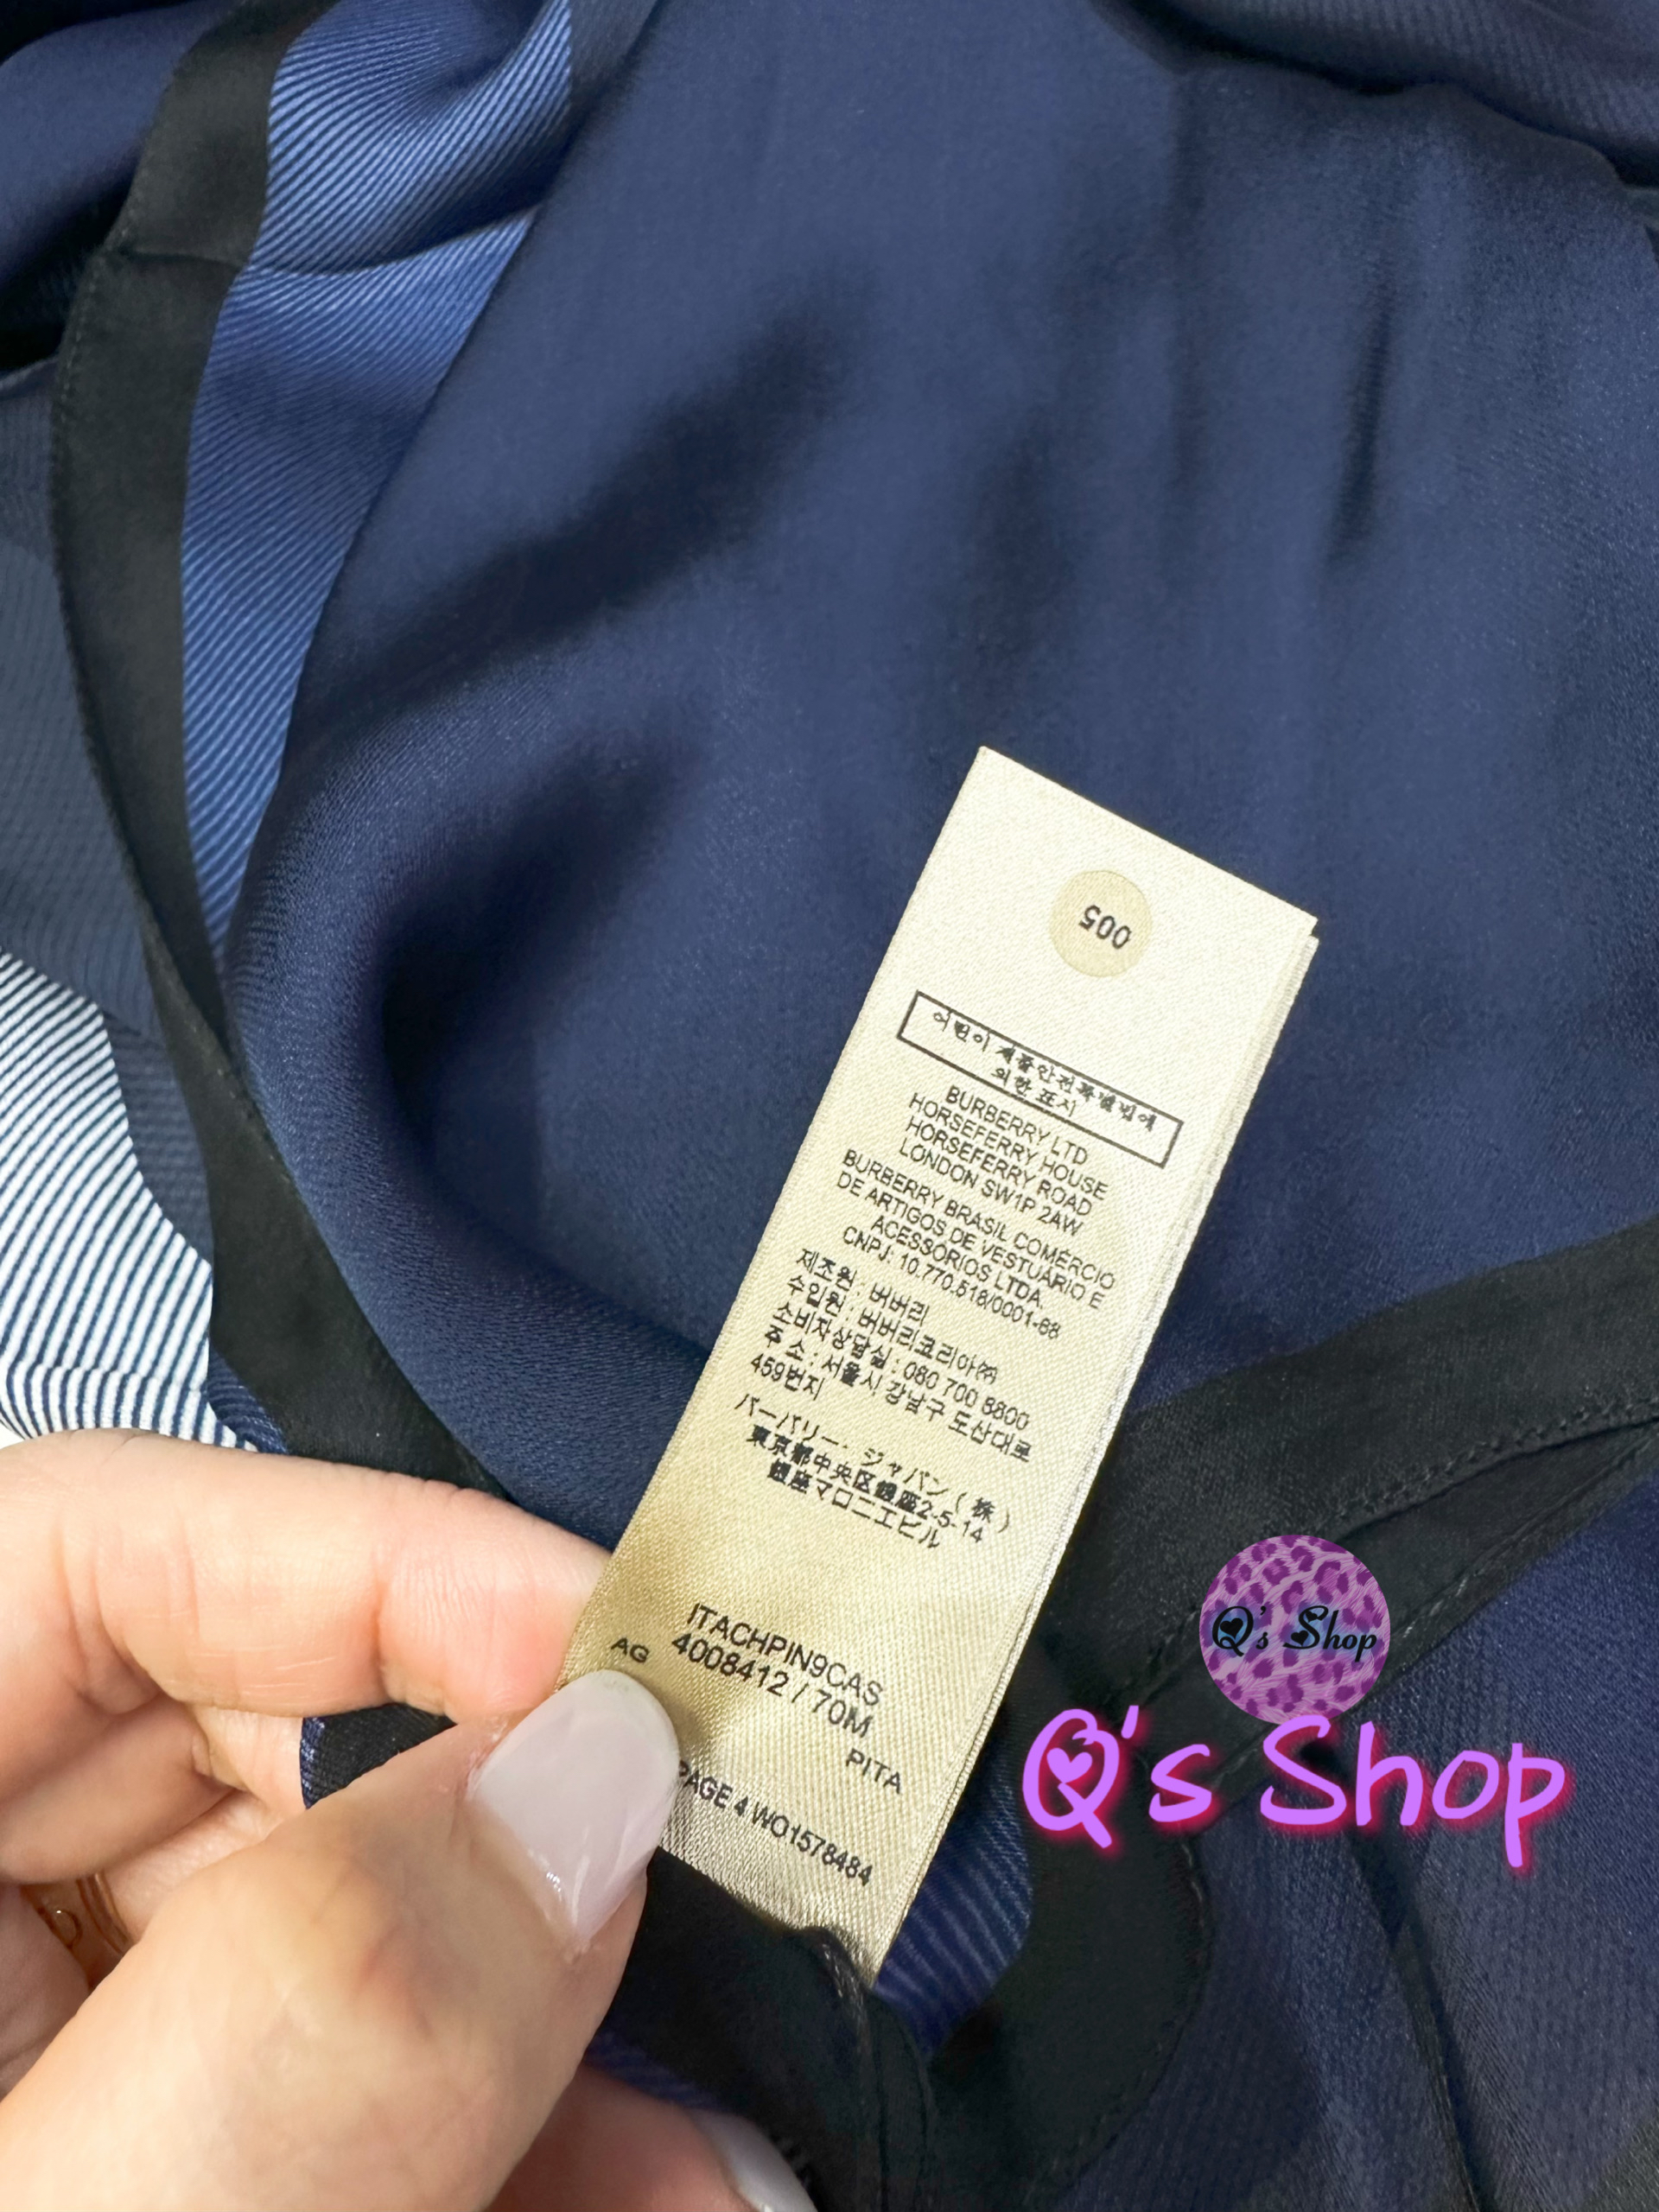 005
어린이 제품안전특별법에
의한 표시
BURBERRY LTD
HORSEFERRY HOUSE
HORSEFERRY ROAD
LONDON SW1P 2AW
BURBERRY BRASIL COMÉRCIO
DE ARTIGOS DE VESTUÁRIO E
ACESSÓRIOS LTDA.
CNPJ: 10.770.518/0001-68
제조원 : 버버리
수입원 : 버버리코리아㈜
소비자상담실 : 080 700 8800
주소 : 서울시 강남구 도산대로
459번지
バーバリー・ジャパン(株)
東京都中央区銀座2-5-14
銀座マロニエビル
ITACHPIN9CAS
4008412 / 70M
AG
PITA
PAGE 4 WO1578484
Q's Shop
Q's Shop